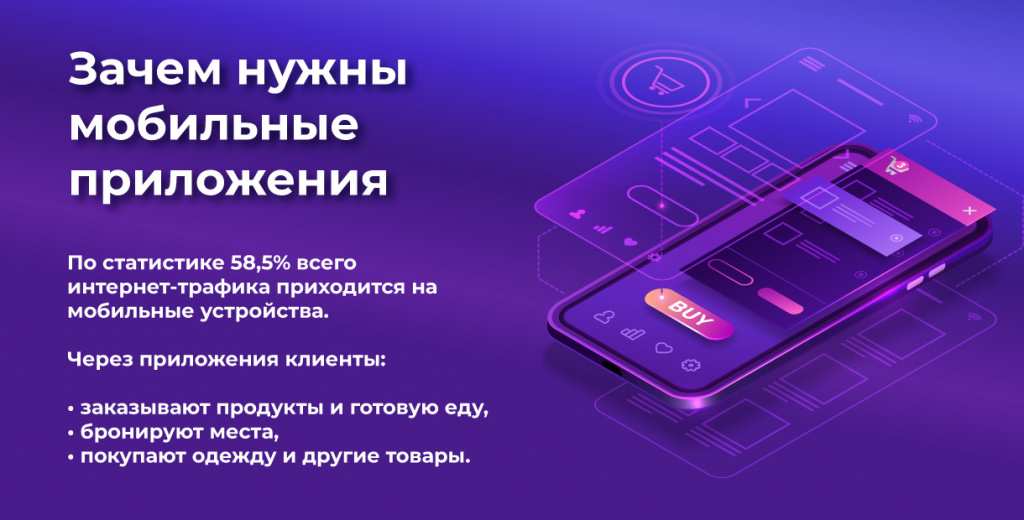 Зачем нужны
мобильные
приложения
По статистике 58,5% всего
интернет-трафика приходится на
мобильные устройства.
Через приложения клиенты:
• заказывают продукты и готовую еду,
• бронируют места,
• покупают одежду и другие товары.
3
BUY